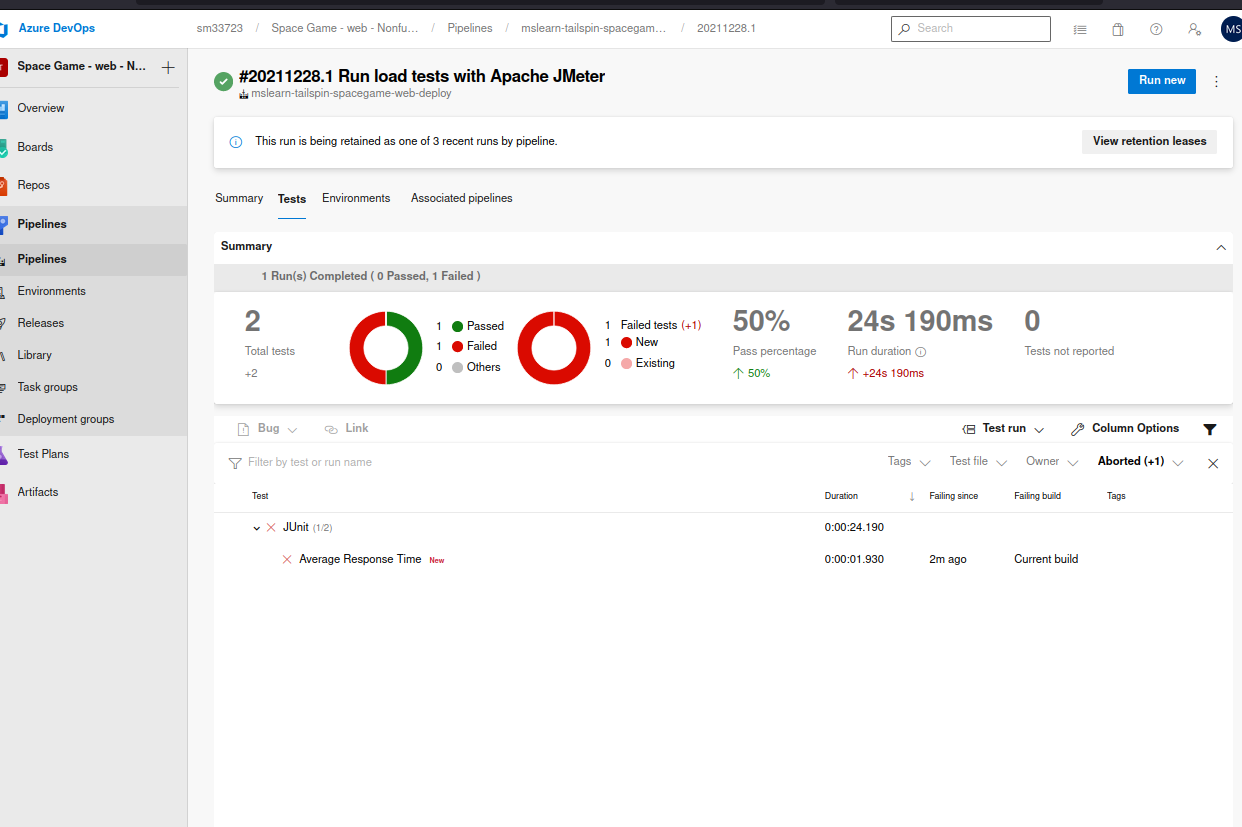 Azure DevOps
sm33723 / Space Game - web - Nonfu... / Pipelines / mslearn-tailspin-spacegam... / 20211228.1
Search
MS
Space Game - web - N...
Overview
Boards
Repos
Pipelines
Pipelines
Environments
Releases
Library
Task groups
Deployment groups
Test Plans
Artifacts
#20211228.1 Run load tests with Apache JMeter
mslearn-tailspin-spacegame-web-deploy
Run new
This run is being retained as one of 3 recent runs by pipeline.
View retention leases
Summary Tests Environments Associated pipelines
Summary
1 Run(s) Completed ( 0 Passed, 1 Failed )
2
Total tests
+2
1 Passed
1 Failed
0 Others
1 Failed tests (+1)
1 New
0 Existing
50%
Pass percentage
50%
24s 190ms
Run duration
+24s 190ms
0
Tests not reported
Bug Link Test run Column Options
Filter by test or run name Tags Test file Owner Aborted (+1)
Test Duration Failing since Failing build Tags
JUnit (1/2) 0:00:24.190
Average Response Time New 0:00:01.930 2m ago Current build